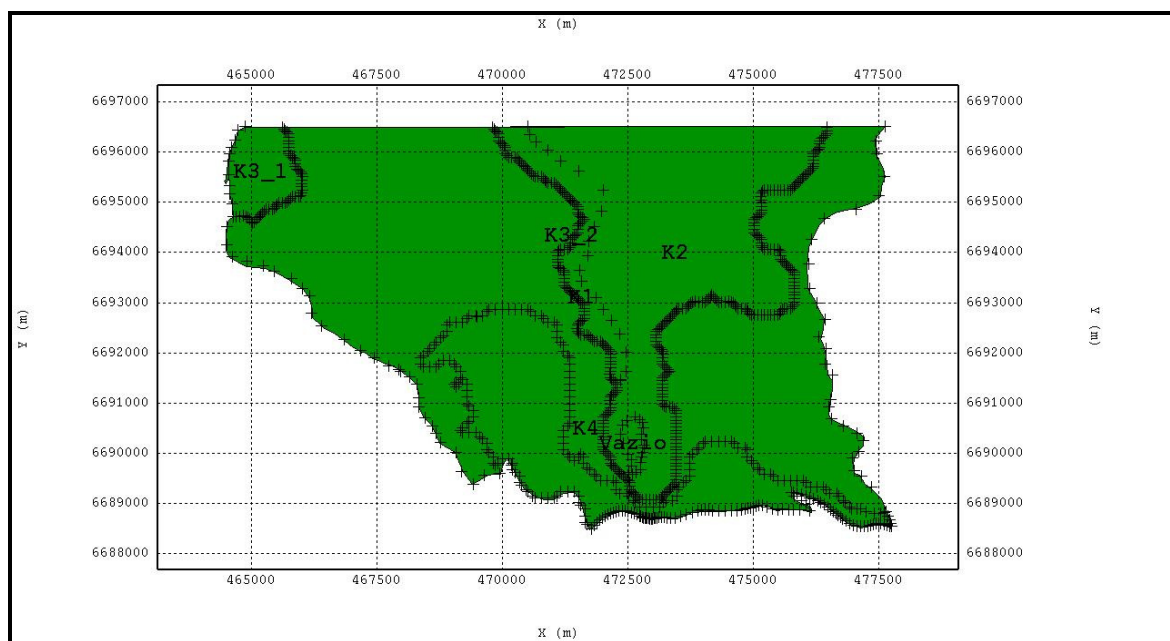 X (m)
465000 467500 470000 472500 475000 477500
6697000 6697000
6696000 6696000
K3_1
6695000 6695000
K3_2
6694000 K2 6694000
K1
6693000 6693000
Y (m) Y (m)
6692000 6692000
6691000 6691000
K4
Vazio
6690000 6690000
6689000 6689000
6688000 6688000
465000 467500 470000 472500 475000 477500
X (m)